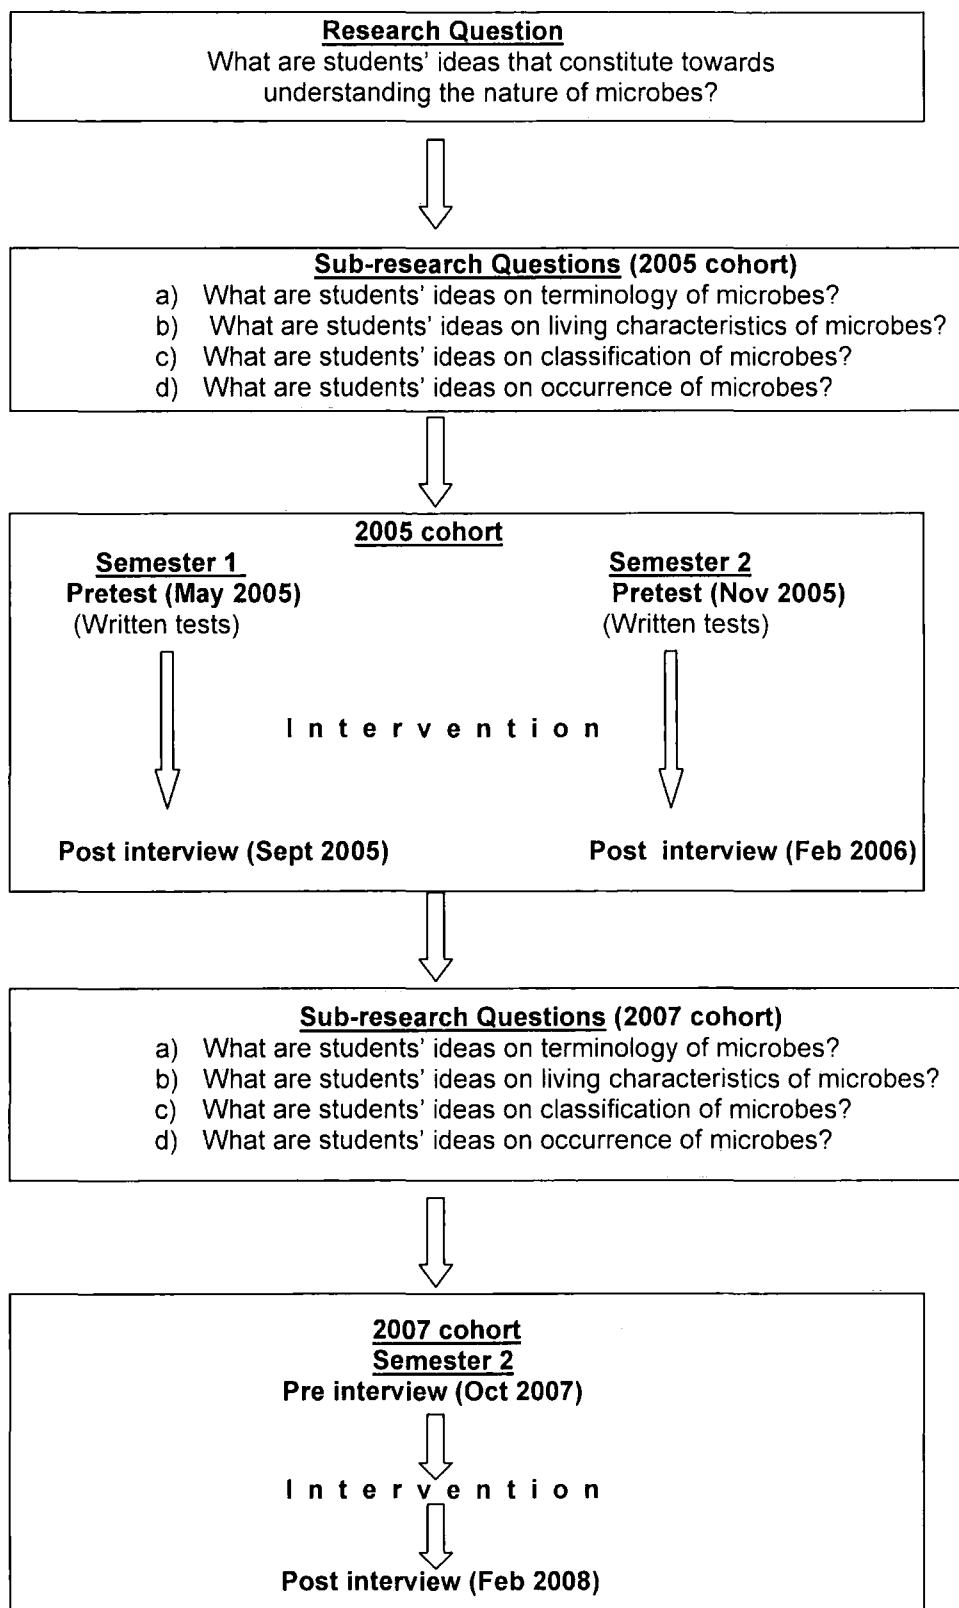 Research Question
What are students' ideas that constitute towards
understanding the nature of microbes?
Sub-research Questions (2005 cohort)
a) What are students' ideas on terminology of microbes?
b) What are students' ideas on living characteristics of microbes?
c) What are students' ideas on classification of microbes?
d) What are students' ideas on occurrence of microbes?
2005 cohort
Semester 1
Pretest (May 2005)
(Written tests)
Semester 2
Pretest (Nov 2005)
(Written tests)
I n t e r v e n t i o n
Post interview (Sept 2005)
Post interview (Feb 2006)
Sub-research Questions (2007 cohort)
a) What are students' ideas on terminology of microbes?
b) What are students' ideas on living characteristics of microbes?
c) What are students' ideas on classification of microbes?
d) What are students' ideas on occurrence of microbes?
2007 cohort
Semester 2
Pre interview (Oct 2007)
I n t e r v e n t i o n
Post interview (Feb 2008)